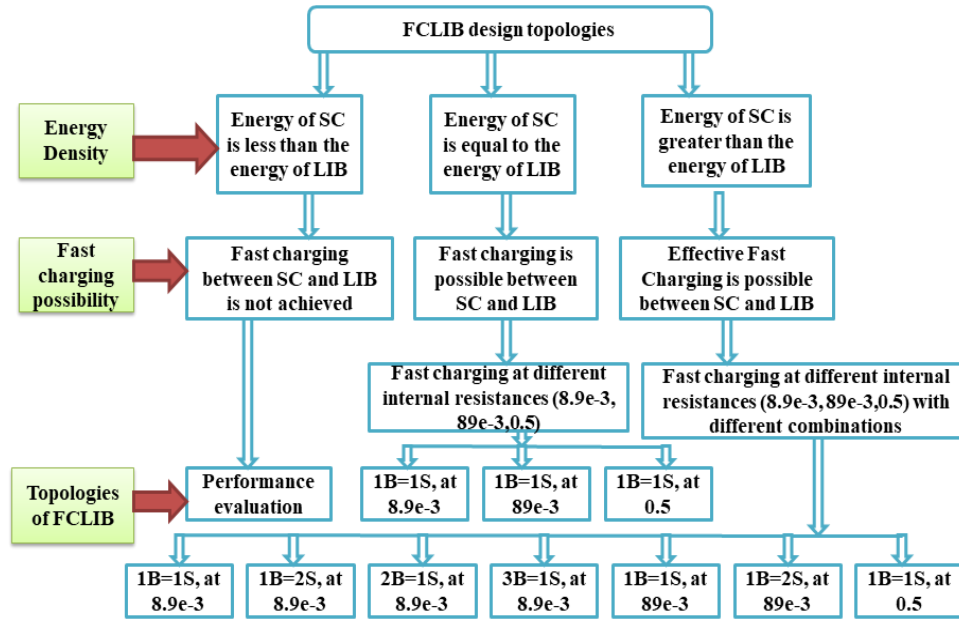 FCLIB design topologies
Energy
Density
Energy of SC
is less than the
energy of LIB
Energy of SC
is equal to the
energy of LIB
Energy of SC is
greater than the
energy of LIB
Fast
charging
possibility
Fast charging
between SC and LIB
is not achieved
Fast charging is
possible between
SC and LIB
Effective Fast
Charging is possible
between SC and LIB
Fast charging at different
internal resistances (8.9e-3,
89e-3,0.5)
Fast charging at different internal
resistances (8.9e-3, 89e-3,0.5) with
different combinations
Topologies
of FCLIB
Performance
evaluation
1B=1S, at
8.9e-3
1B=1S, at
89e-3
1B=1S, at
0.5
1B=1S, at
8.9e-3
1B=2S, at
8.9e-3
2B=1S, at
8.9e-3
3B=1S, at
8.9e-3
1B=1S, at
89e-3
1B=2S, at
89e-3
1B=1S, at
0.5